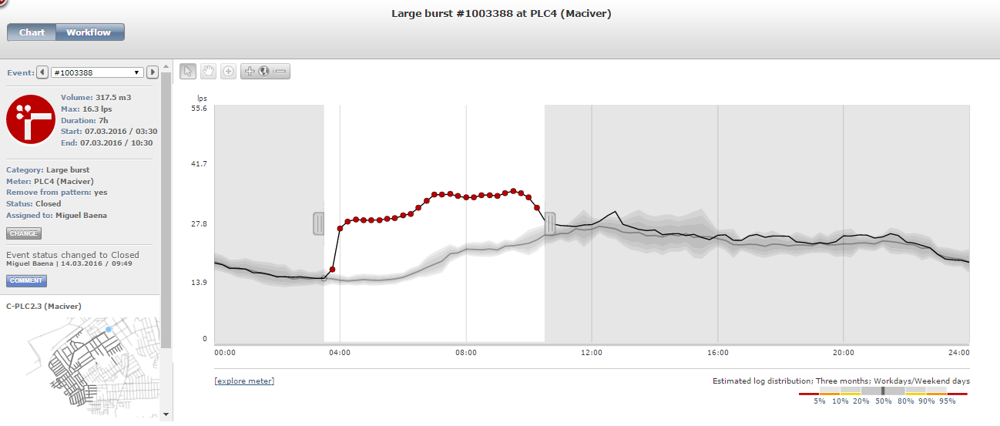 Large burst #1003388 at PLC4 (Maciver)
Chart Workflow
Event: #1003388
Volume: 317.5 m3
Max: 16.3 lps
Duration: 7h
Start: 07.03.2016 / 03:30
End: 07.03.2016 / 10:30
Category: Large burst
Meter: PLC4 (Maciver)
Remove from pattern: yes
Status: Closed
Assigned to: Miguel Baena
CHANGE
Event status changed to Closed
Miguel Baena | 14.03.2016 / 09:49
COMMENT
C-PLC2.3 (Maciver)
lps
55.6
41.7
27.8
13.9
0
00:00 04:00 08:00 12:00 16:00 20:00 24:00
[explore meter]
Estimated log distribution; Three months; Workdays/Weekend days
5% 10% 20% 50% 80% 90% 95%